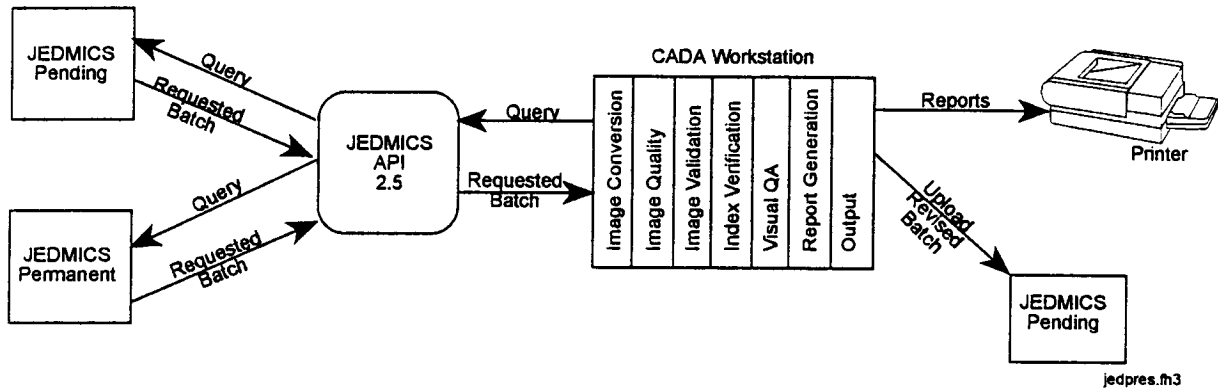 JEDMICS
Pending
Query
Requested
Batch
JEDMICS
API
2.5
Query
Requested
Batch
JEDMICS
Permanent
Query
Requested
Batch
CADA Workstation
Image Conversion
Image Quality
Image Validation
Index Verification
Visual QA
Report Generation
Output
Reports
Printer
Upload
Revised
Batch
JEDMICS
Pending
jedpres.fh3